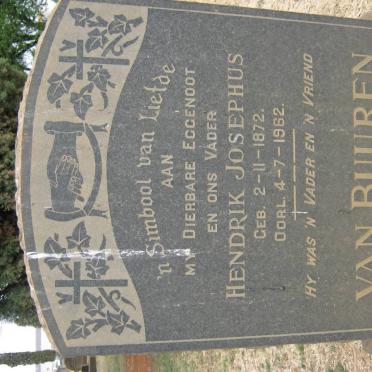 'n Simbool van Liefde
AAN
MY DIERBARE EGGENOOT
EN ONS VADER
HENDRIK JOSEPHUS
GEB. 2-11-1872.
OORL. 4-7-1962.
HY WAS 'N VADER EN 'N VRIEND
VAN BUUREN